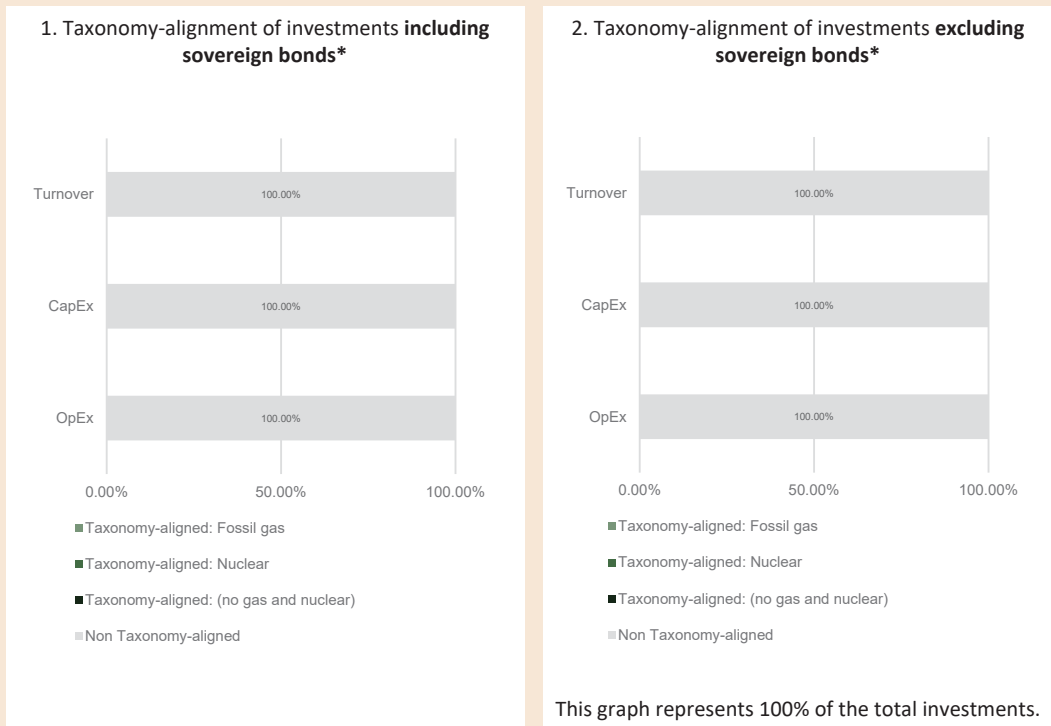 1. Taxonomy-alignment of investments including
sovereign bonds*
Turnover
100.00%
CapEx
100.00%
OpEx
100.00%
0.00%
50.00%
100.00%
Taxonomy-aligned: Fossil gas
Taxonomy-aligned: Nuclear
Taxonomy-aligned: (no gas and nuclear)
Non Taxonomy-aligned
2. Taxonomy-alignment of investments excluding
sovereign bonds*
Turnover
100.00%
CapEx
100.00%
OpEx
100.00%
0.00%
50.00%
100.00%
Taxonomy-aligned: Fossil gas
Taxonomy-aligned: Nuclear
Taxonomy-aligned: (no gas and nuclear)
Non Taxonomy-aligned
This graph represents 100% of the total investments.